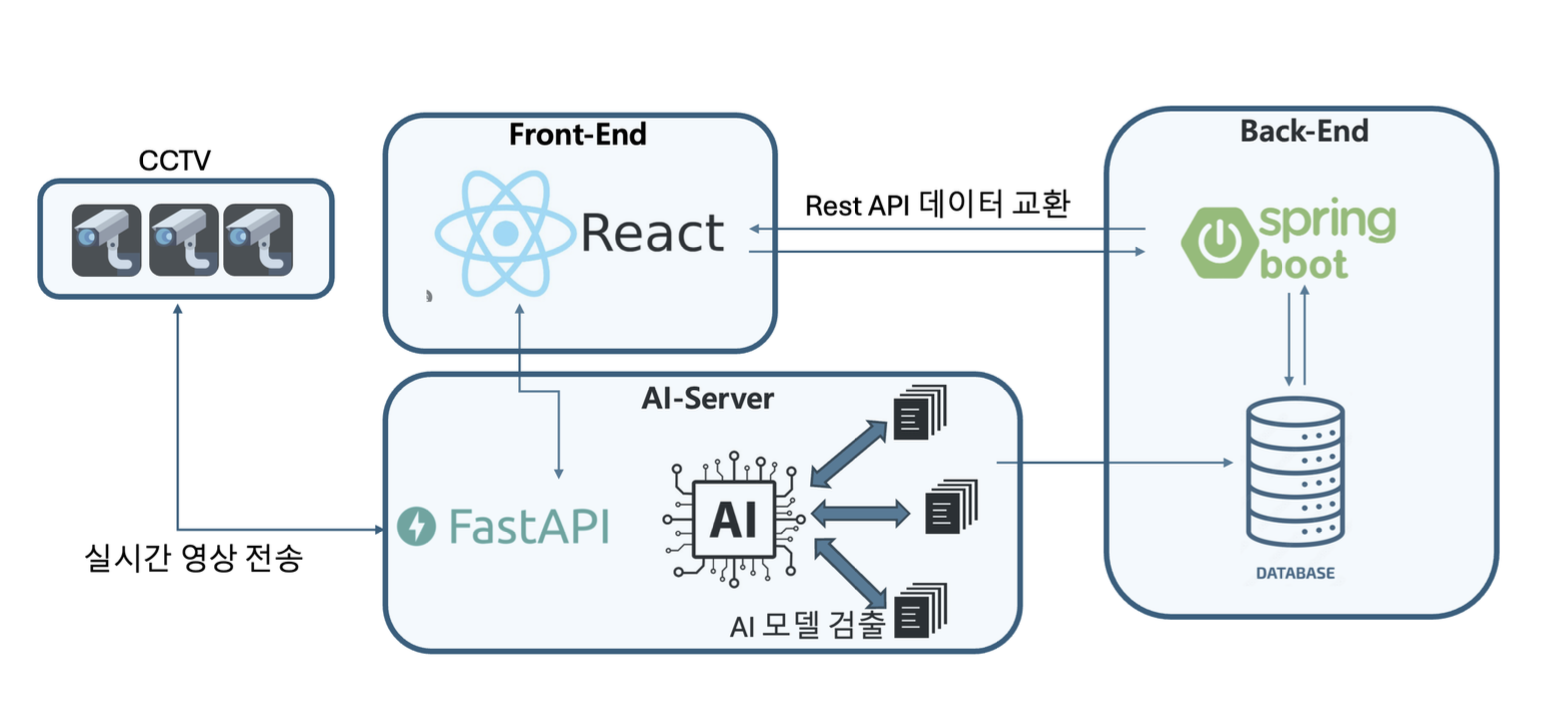 CCTV
Front-End
React
Rest API 데이터 교환
Back-End
spring
boot
AI-Server
FastAPI
AI
AI 모델 검출
실시간 영상 전송
DATABASE